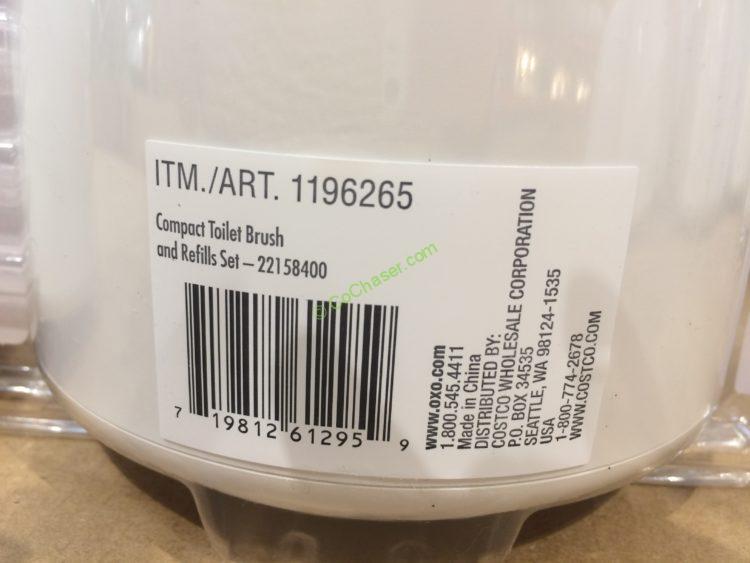 ITM./ART. 1196265
Compact Toilet Brush
and Refills Set – 22158400
© CoChaser.com
7 19812 61295 9
www.oxo.com
1.800.545.4411
Made in China
DISTRIBUTED BY:
COSTCO WHOLESALE CORPORATION
P.O. BOX 34535
SEATTLE, WA 98124-1535
USA
1-800-774-2678
WWW.COSTCO.COM